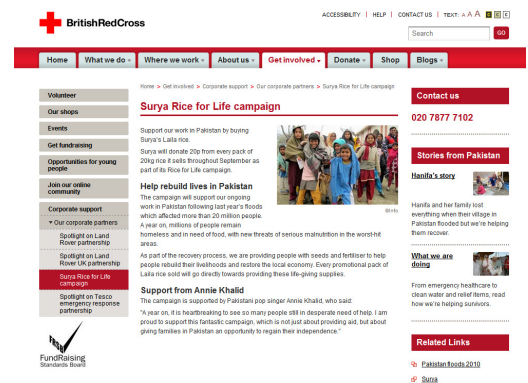 BritishRedCross
ACCESSIBILITY | HELP | CONTACT US | TEXT: A A A C C C
Search GO
Home What we do Where we work About us Get involved Donate Shop Blogs
Home > Get involved > Corporate support > Our corporate partners > Surya Rice for Life campaign
Volunteer
Our shops
Events
Get fundraising
Opportunities for young
people
Join our online
community
Corporate support
Our corporate partners
Spotlight on Land
Rover partnership
Spotlight on Land
Rover UK partnership
Surya Rice for Life
campaign
Spotlight on Tesco
emergency response
partnership
FundRaising
Standards Board
Surya Rice for Life campaign
Support our work in Pakistan by buying
Surya's Laila rice.
Surya will donate 20p from every pack of
20kg rice it sells throughout September as
part of its Rice for Life campaign.
©Info
Help rebuild lives in Pakistan
The campaign will support our ongoing
work in Pakistan following last year's floods
which affected more than 20 million people.
A year on, millions of people remain
homeless and in need of food, with new threats of serious malnutrition in the worst-hit
areas.
As part of the recovery process, we are providing people with seeds and fertiliser to help
people rebuild their livelihoods and restore the local economy. Every promotional pack of
Laila rice sold will go directly towards providing these life-giving supplies.
Support from Annie Khalid
The campaign is supported by Pakistani pop singer Annie Khalid, who said:
"A year on, it is heartbreaking to see so many people still in desperate need of help. I am
proud to support this fantastic campaign, which is not just about providing aid, but about
giving families in Pakistan an opportunity to regain their independence."
Contact us
020 7877 7102
Stories from Pakistan
Hanifa's story
Hanifa and her family lost
everything when their village in
Pakistan flooded but we're helping
them recover.
What we are
doing
From emergency healthcare to
clean water and relief items, read
how we're helping survivors.
Related Links
Pakistan floods 2010
Surya